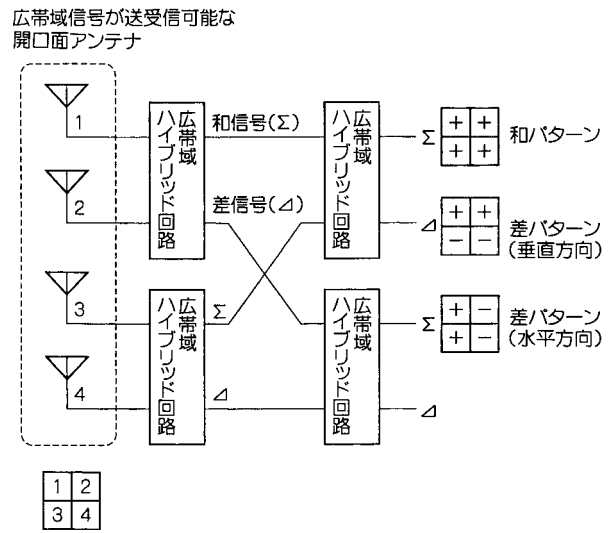 広帯域信号が送受信可能な
開口面アンテナ
1
2
3
4
広帯域
ハイブリッド回路
広帯域
ハイブリッド回路
和信号(Σ)
差信号(⊿)
Σ
⊿
広帯域
ハイブリッド回路
広帯域
ハイブリッド回路
Σ
+ +
+ +
和パターン
⊿
+ +
− −
差パターン
(垂直方向)
Σ
+ −
+ −
差パターン
(水平方向)
⊿
1 2
3 4